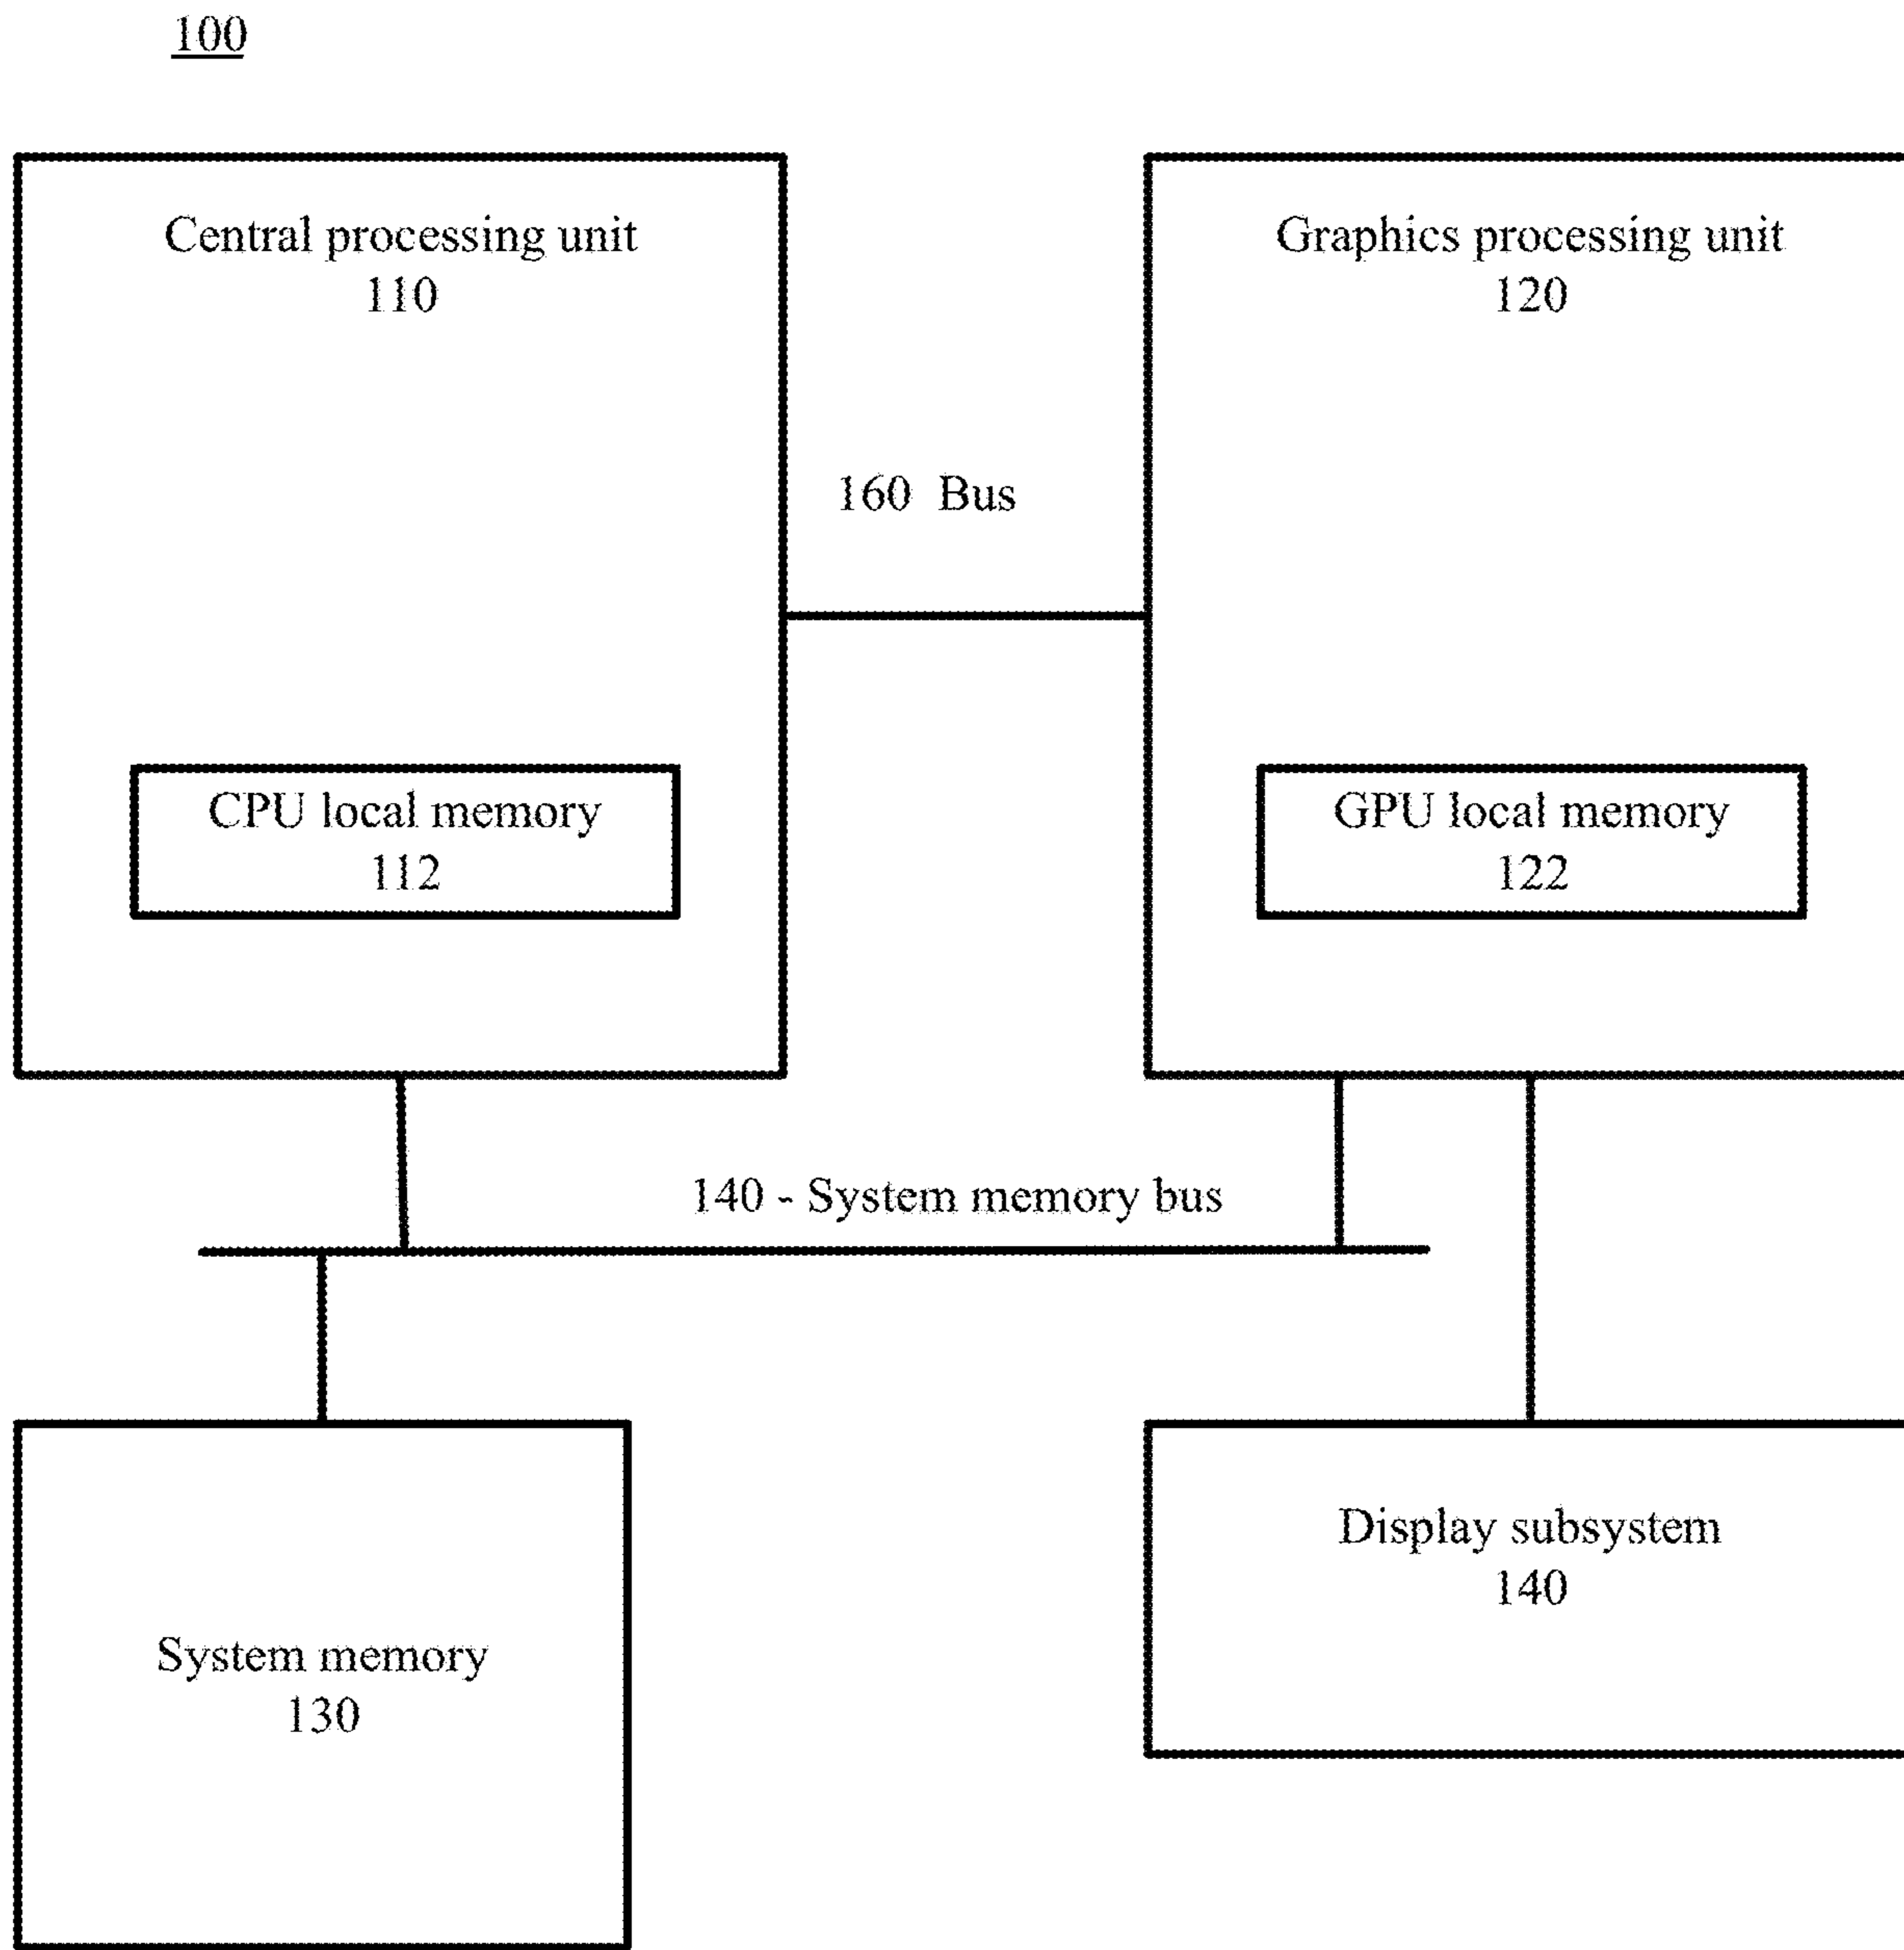 100
Central processing unit
110
Graphics processing unit
120
160 Bus
CPU local memory
112
GPU local memory
122
140 - System memory bus
Display subsystem
140
System memory
130